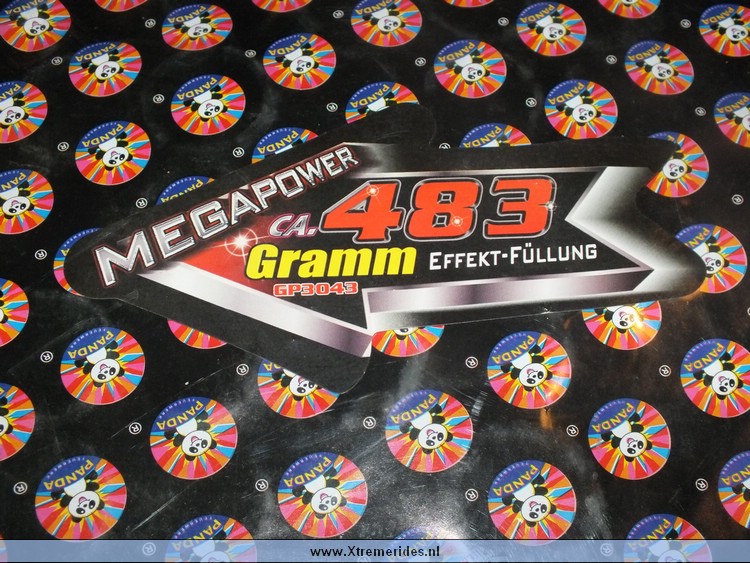 MEGAPOWER
CA. 483
Gramm EFFEKT-FÜLLUNG
GP3043
PANDA
www.Xtremerides.nl